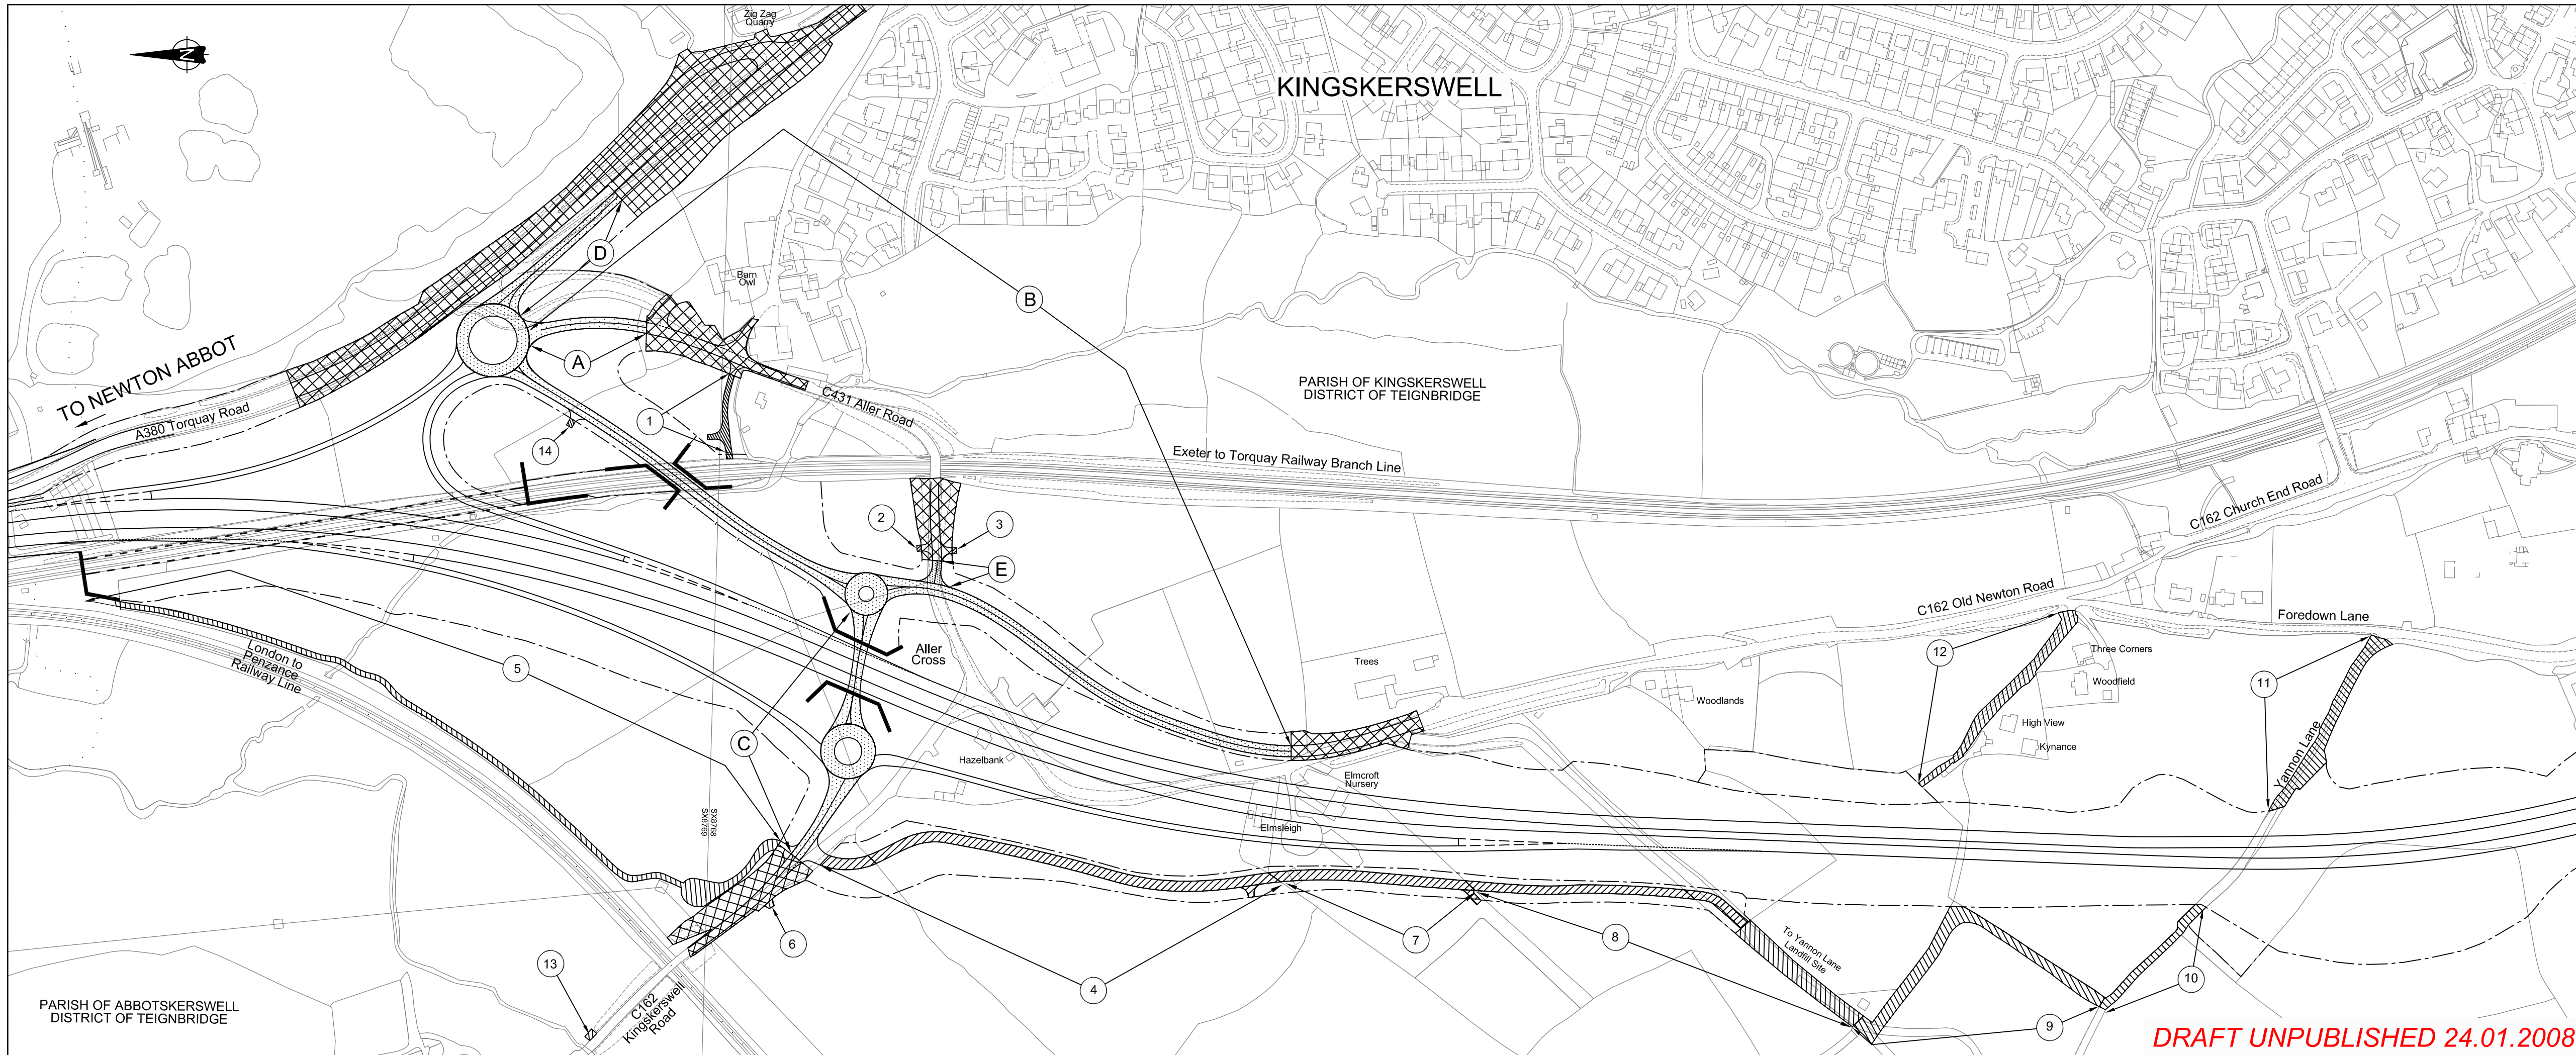 Zig Zag
Quarry
N
KINGSKERSWELL
D
Barn
Owl
B
TO NEWTON ABBOT
A380 Torquay Road
A
1
C431 Aller Road
14
PARISH OF KINGSKERSWELL
DISTRICT OF TEIGNBRIDGE
Exeter to Torquay Railway Branch Line
2
3
E
C162 Church End Road
C162 Old Newton Road
Foredown Lane
London to
Penzance
Railway Line
5
Aller
Cross
Trees
12
Three Corners
Woodfield
11
Woodlands
High View
Kynance
Yannon Lane
C
Hazelbank
Elmcroft
Nursery
Elmsleigh
SX8768
SX8769
6
7
8
To Yannon Lane
Landfill Site
4
13
10
9
C162
Kingskerswell
Road
PARISH OF ABBOTSKERSWELL
DISTRICT OF TEIGNBRIDGE
DRAFT UNPUBLISHED 24.01.2008